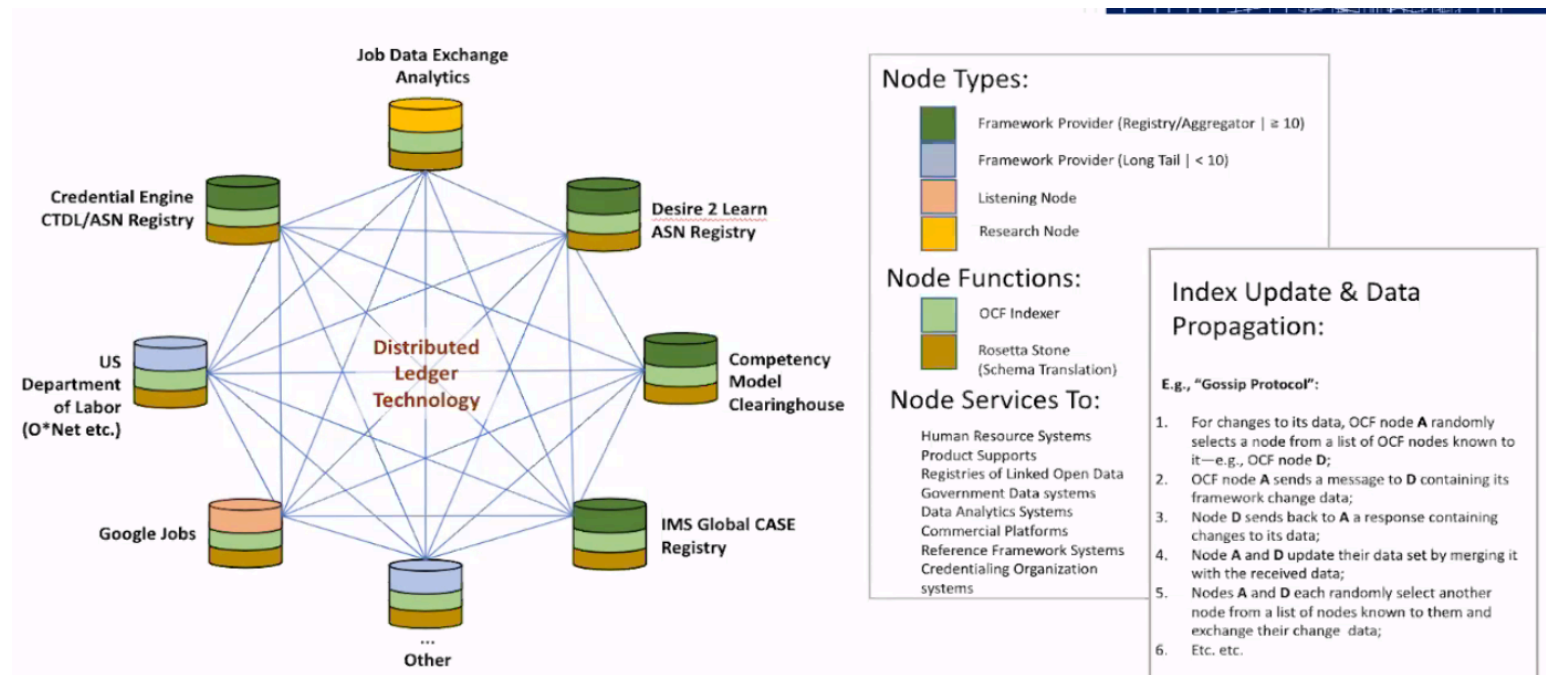 Job Data Exchange
Analytics
Credential Engine
CTDL/ASN Registry
Desire 2 Learn
ASN Registry
US
Department
of Labor
(O*Net etc.)
Distributed
Ledger
Technology
Competency
Model
Clearinghouse
Google Jobs
IMS Global CASE
Registry
...
Other
Node Types:
Framework Provider (Registry/Aggregator | ≥ 10)
Framework Provider (Long Tail | < 10)
Listening Node
Research Node
Node Functions:
OCF Indexer
Rosetta Stone
(Schema Translation)
Node Services To:
Human Resource Systems
Product Supports
Registries of Linked Open Data
Government Data systems
Data Analytics Systems
Commercial Platforms
Reference Framework Systems
Credentialing Organization
systems
Index Update & Data
Propagation:
E.g., “Gossip Protocol”:
1. For changes to its data, OCF node A randomly
selects a node from a list of OCF nodes known to
it—e.g., OCF node D;
2. OCF node A sends a message to D containing its
framework change data;
3. Node D sends back to A a response containing
changes to its data;
4. Node A and D update their data set by merging it
with the received data;
5. Nodes A and D each randomly select another
node from a list of nodes known to them and
exchange their change data;
6. Etc. etc.